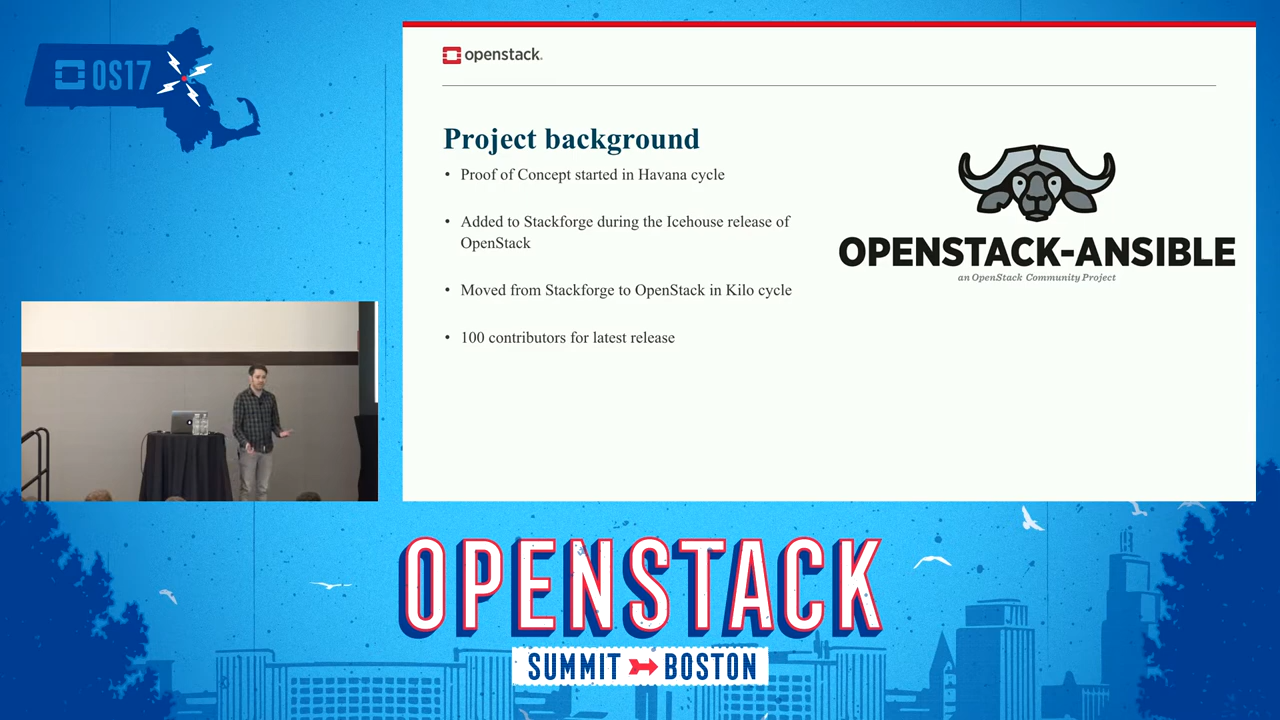 OS17
openstack.
Project background
• Proof of Concept started in Havana cycle
• Added to Stackforge during the Icehouse release of
OpenStack
• Moved from Stackforge to OpenStack in Kilo cycle
• 100 contributors for latest release
OPENSTACK-ANSIBLE
an OpenStack Community Project
OPENSTACK
SUMMIT BOSTON